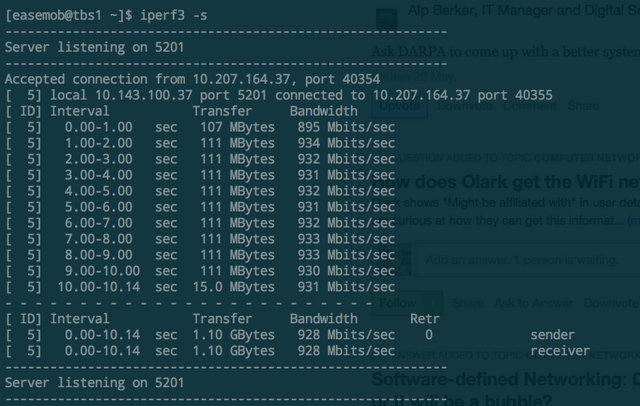 [easemob@tbs1 ~]$ iperf3 -s
-----------------------------------------------------------
Server listening on 5201
-----------------------------------------------------------
Accepted connection from 10.207.164.37, port 40354
[  5] local 10.143.100.37 port 5201 connected to 10.207.164.37 port 40355
[ ID] Interval           Transfer     Bandwidth
[  5]   0.00-1.00   sec   107 MBytes   895 Mbits/sec
[  5]   1.00-2.00   sec   111 MBytes   934 Mbits/sec
[  5]   2.00-3.00   sec   111 MBytes   932 Mbits/sec
[  5]   3.00-4.00   sec   111 MBytes   931 Mbits/sec
[  5]   4.00-5.00   sec   111 MBytes   932 Mbits/sec
[  5]   5.00-6.00   sec   111 MBytes   931 Mbits/sec
[  5]   6.00-7.00   sec   111 MBytes   932 Mbits/sec
[  5]   7.00-8.00   sec   111 MBytes   933 Mbits/sec
[  5]   8.00-9.00   sec   111 MBytes   933 Mbits/sec
[  5]   9.00-10.00  sec   111 MBytes   930 Mbits/sec
[  5]  10.00-10.14  sec  15.0 MBytes   931 Mbits/sec
- - - - - - - - - - - - - - - - - - - - - - - - -
[ ID] Interval           Transfer     Bandwidth       Retr
[  5]   0.00-10.14  sec  1.10 GBytes   928 Mbits/sec    0             sender
[  5]   0.00-10.14  sec  1.10 GBytes   928 Mbits/sec                  receiver
-----------------------------------------------------------
Server listening on 5201
-----------------------------------------------------------
Alp Berker, IT Manager and Digital
Ask DARPA to come up with a better system
Upvote Downvote Comment Share
QUESTION ADDED TO TOPIC COMPUTER NETWOR
How does Olark get the WiFi ne
shows "Might be affiliated with" in user deta
curious at how they can get this informat... (m
Add an answer. 1 person is waiting.
Follow 1 Share Ask to Answer Downvote
ANSWER ADDED TO TOPIC
Software-defined Networking: D
or it will be a bubble?